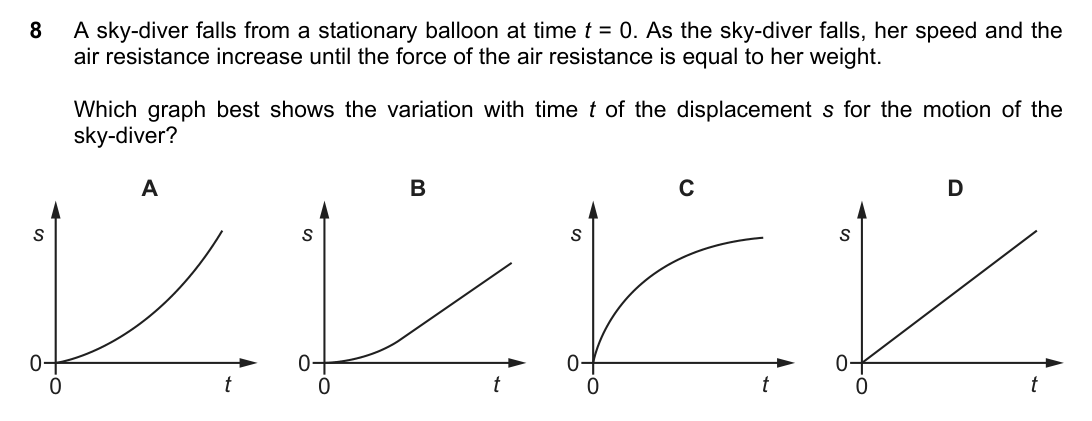 8 A sky-diver falls from a stationary balloon at time t = 0. As the sky-diver falls, her speed and the
air resistance increase until the force of the air resistance is equal to her weight.
Which graph best shows the variation with time t of the displacement s for the motion of the
sky-diver?
A B C D
s s s s
0 0 0 0
0 t 0 t 0 t 0 t